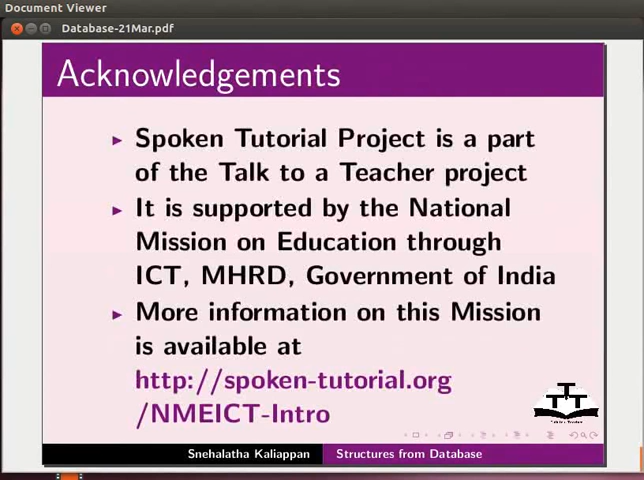 Document Viewer
Database-21Mar.pdf
Acknowledgements
Spoken Tutorial Project is a part
of the Talk to a Teacher project
It is supported by the National
Mission on Education through
ICT, MHRD, Government of India
More information on this Mission
is available at
http://spoken-tutorial.org
/NMEICT-Intro
Snehalatha Kaliappan
Structures from Database